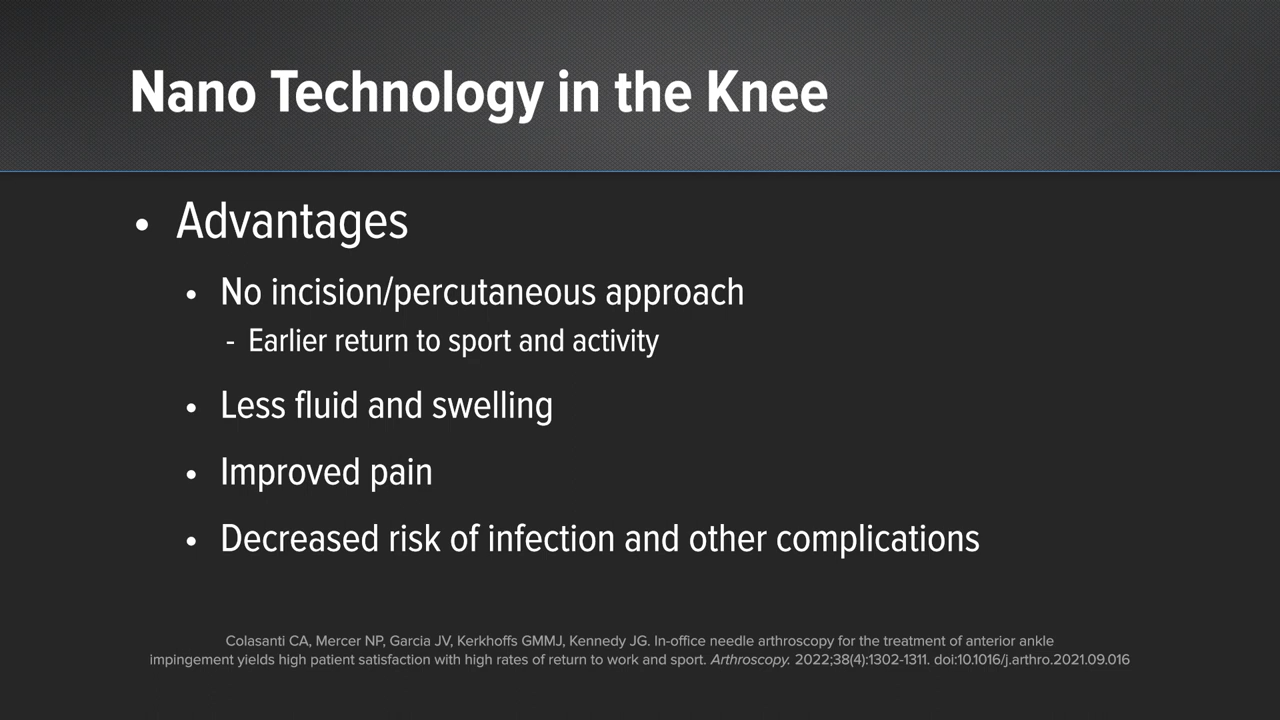 Nano Technology in the Knee
• Advantages
• No incision/percutaneous approach
- Earlier return to sport and activity
• Less fluid and swelling
• Improved pain
• Decreased risk of infection and other complications
Colasanti CA, Mercer NP, Garcia JV, Kerkhoffs GMMJ, Kennedy JG. In-office needle arthroscopy for the treatment of anterior ankle
impingement yields high patient satisfaction with high rates of return to work and sport. Arthroscopy. 2022;38(4):1302-1311. doi:10.1016/j.arthro.2021.09.016